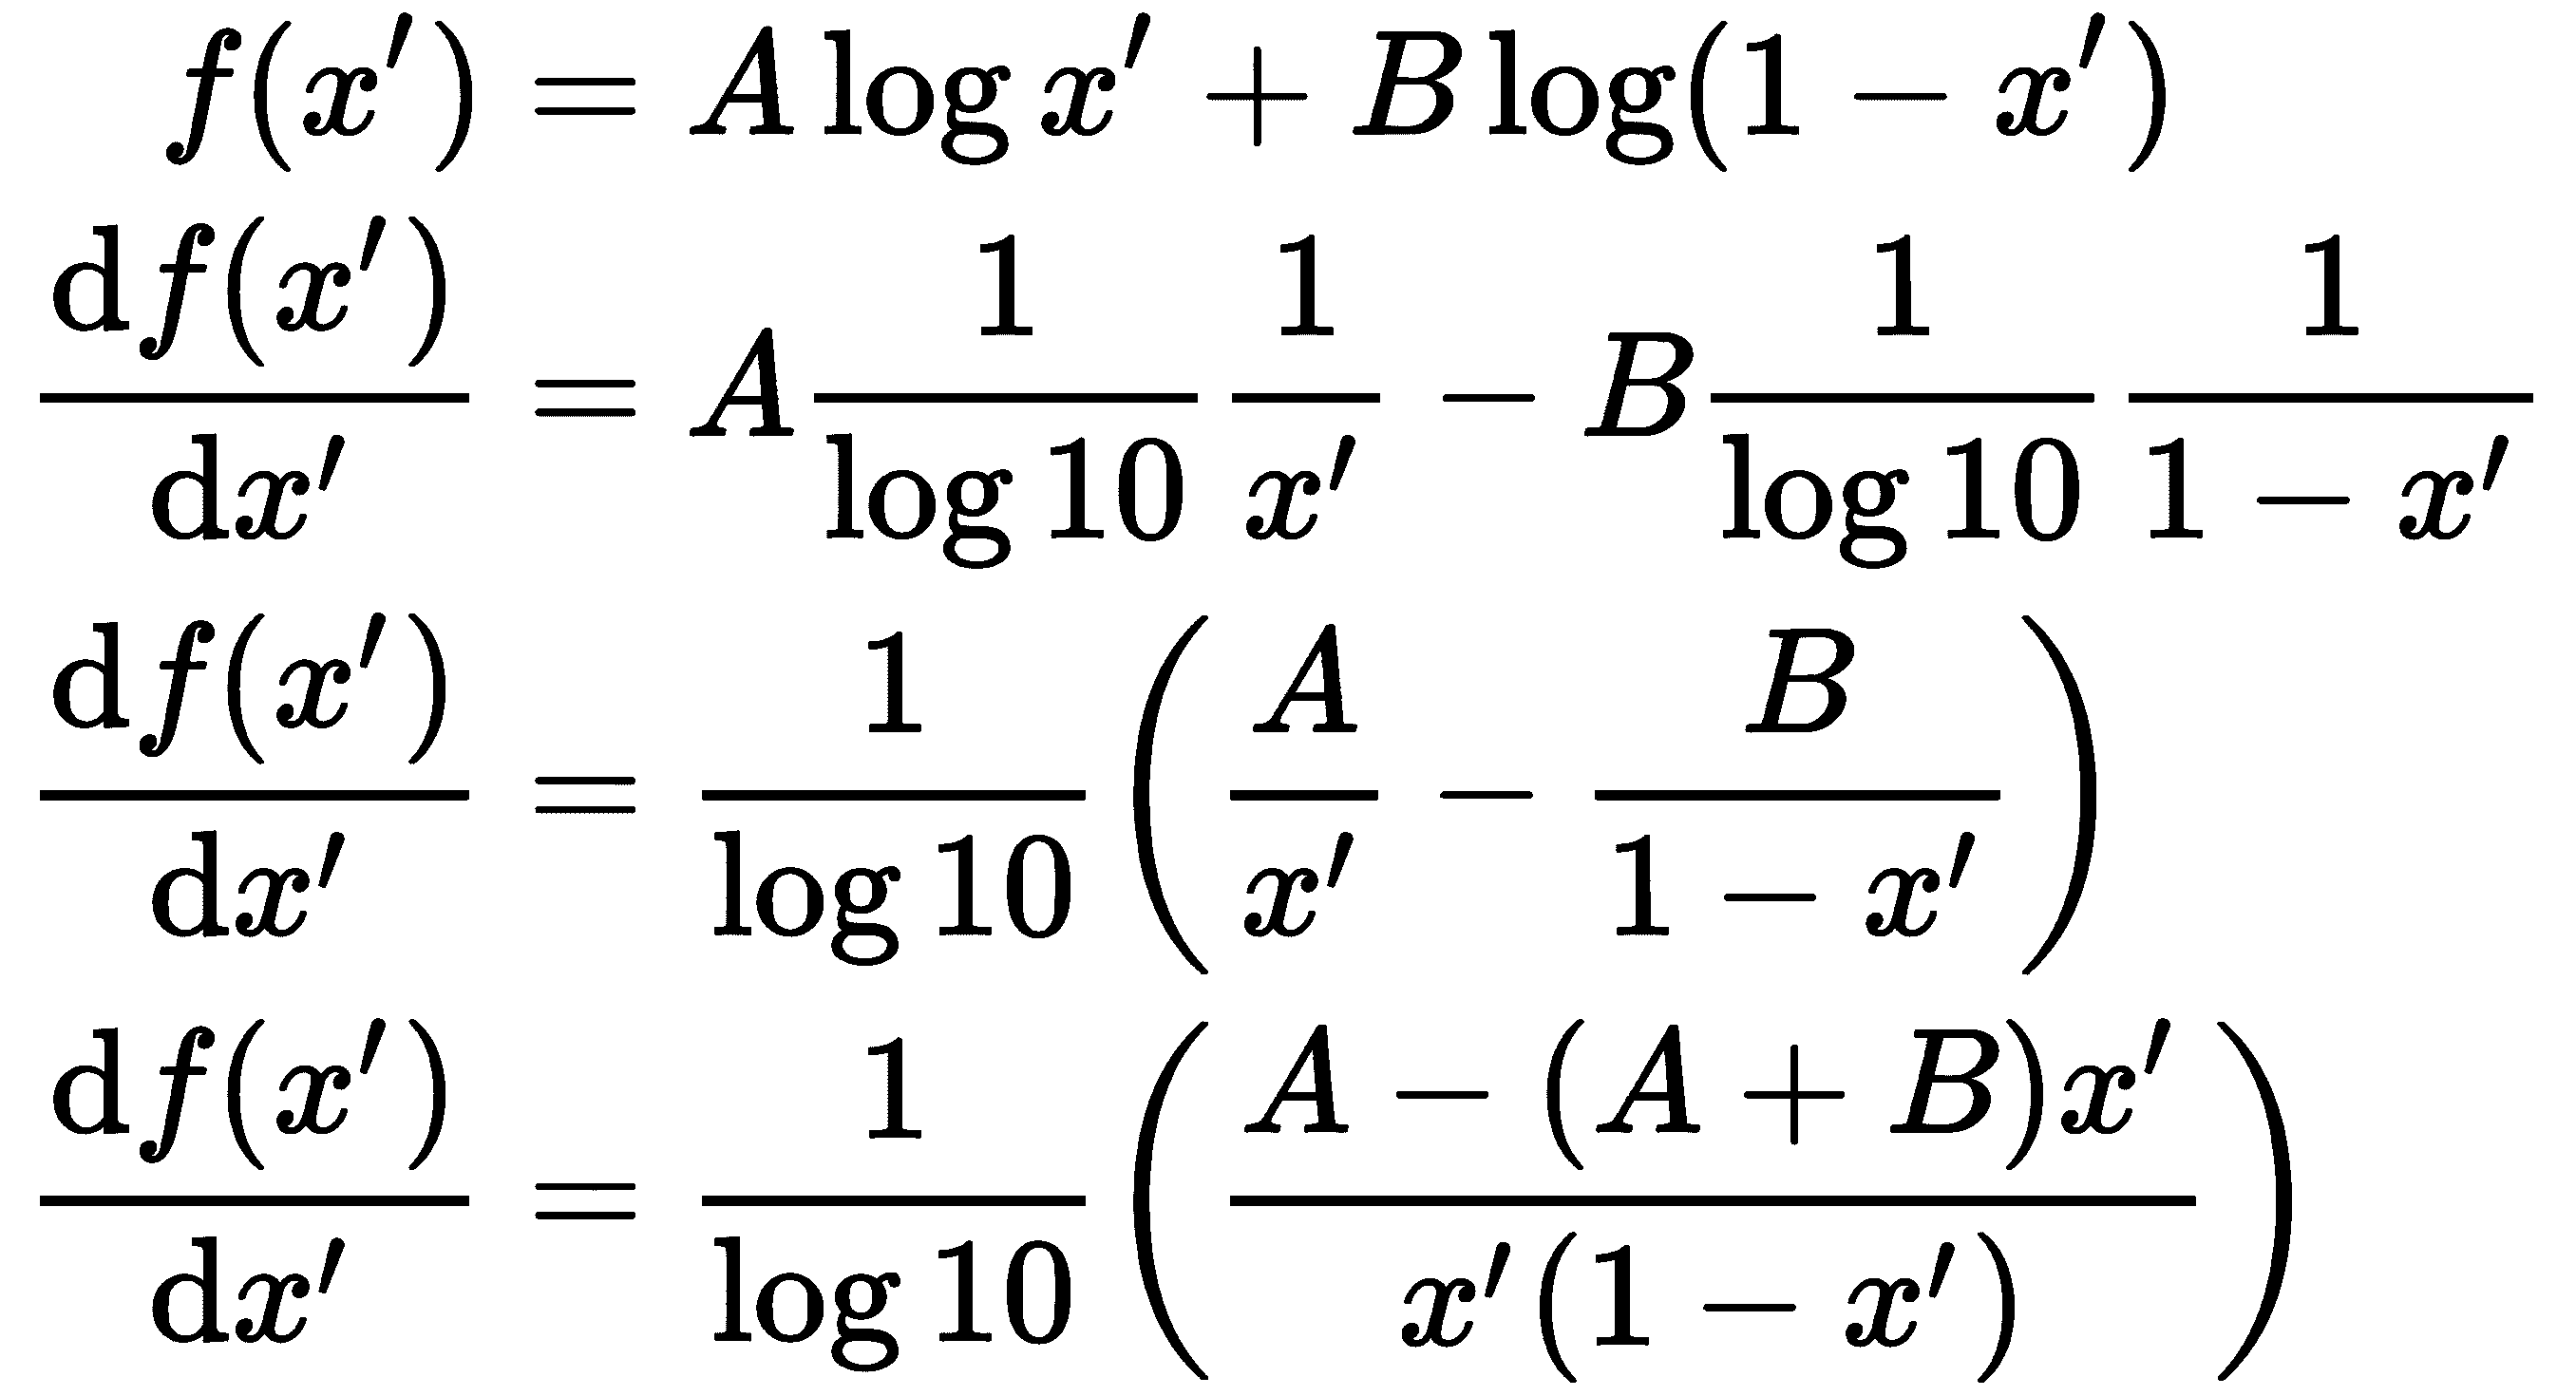 f(x′) = A log x′ + B log(1 − x′)
df(x′)/dx′ = A 1/log 10 1/x′ − B 1/log 10 1/(1 − x′)
df(x′)/dx′ = 1/log 10 (A/x′ − B/(1 − x′))
df(x′)/dx′ = 1/log 10 ((A − (A + B)x′)/(x′(1 − x′)))